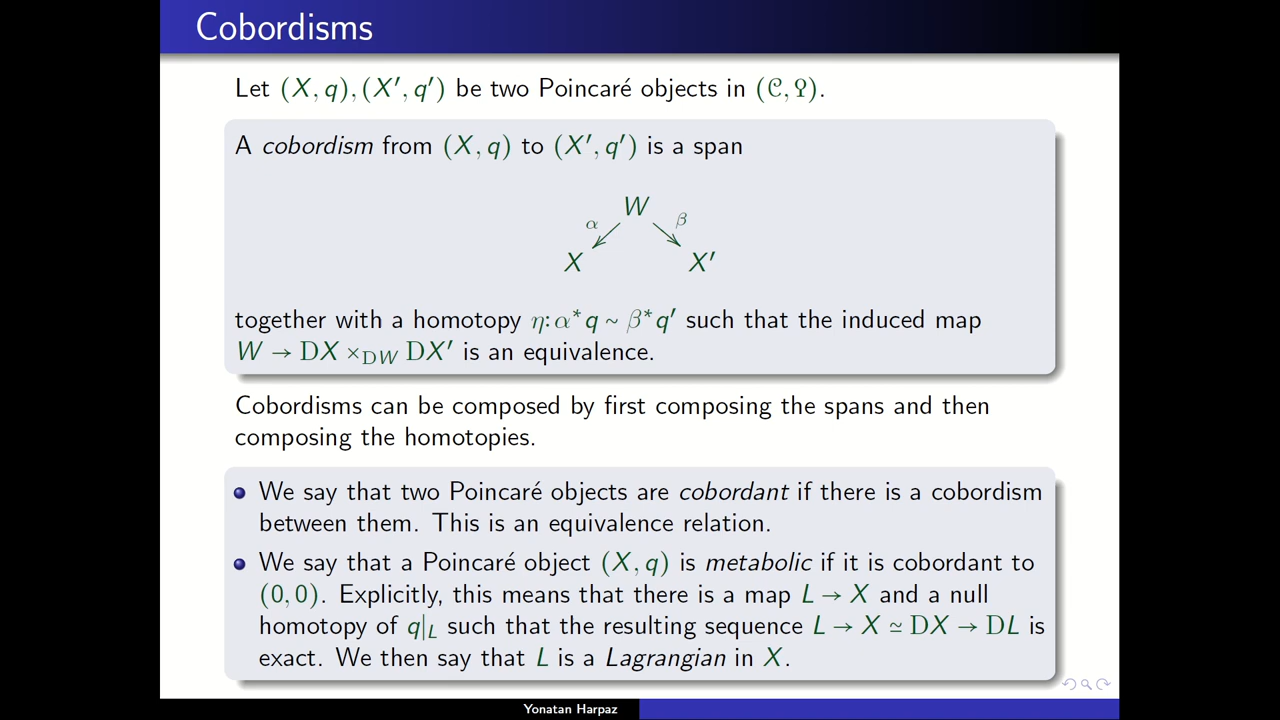 Cobordisms
Let (X, q), (X′, q′) be two Poincaré objects in (𝒞, Ϙ).
A cobordism from (X, q) to (X′, q′) is a span
W
α β
X X′
together with a homotopy η: α*q ~ β*q′ such that the induced map
W → DX ×_DW DX′ is an equivalence.
Cobordisms can be composed by first composing the spans and then
composing the homotopies.
We say that two Poincaré objects are cobordant if there is a cobordism
between them. This is an equivalence relation.
We say that a Poincaré object (X, q) is metabolic if it is cobordant to
(0, 0). Explicitly, this means that there is a map L → X and a null
homotopy of q|_L such that the resulting sequence L → X ≃ DX → DL is
exact. We then say that L is a Lagrangian in X.
Yonatan Harpaz